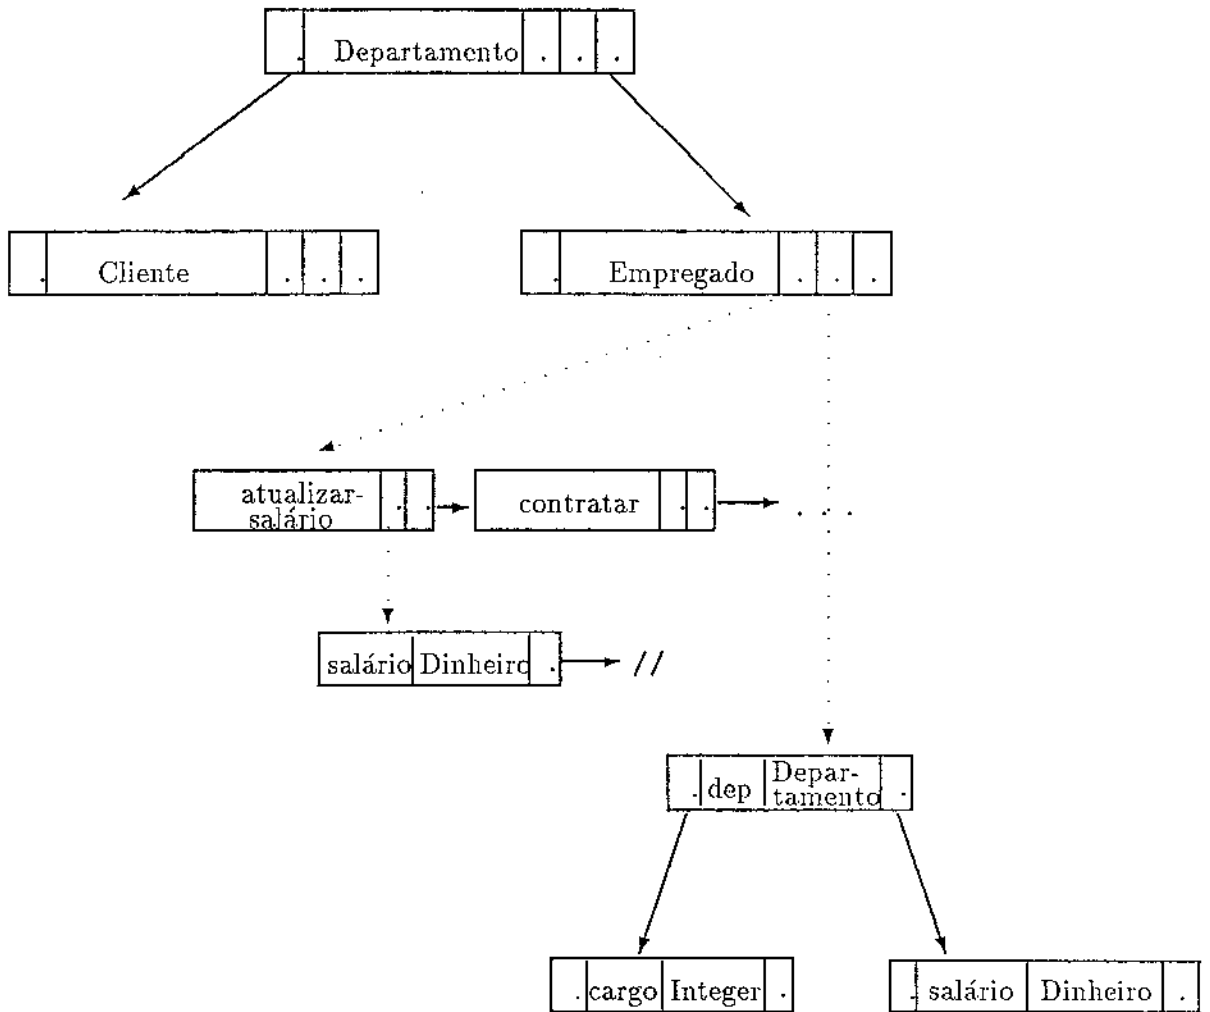 Departamento . . .
Cliente . . .
Empregado . . .
atualizar-
salário
contratar
. . .
salário Dinheiro . //
dep Depar-
tamento
cargo Integer .
salário Dinheiro .